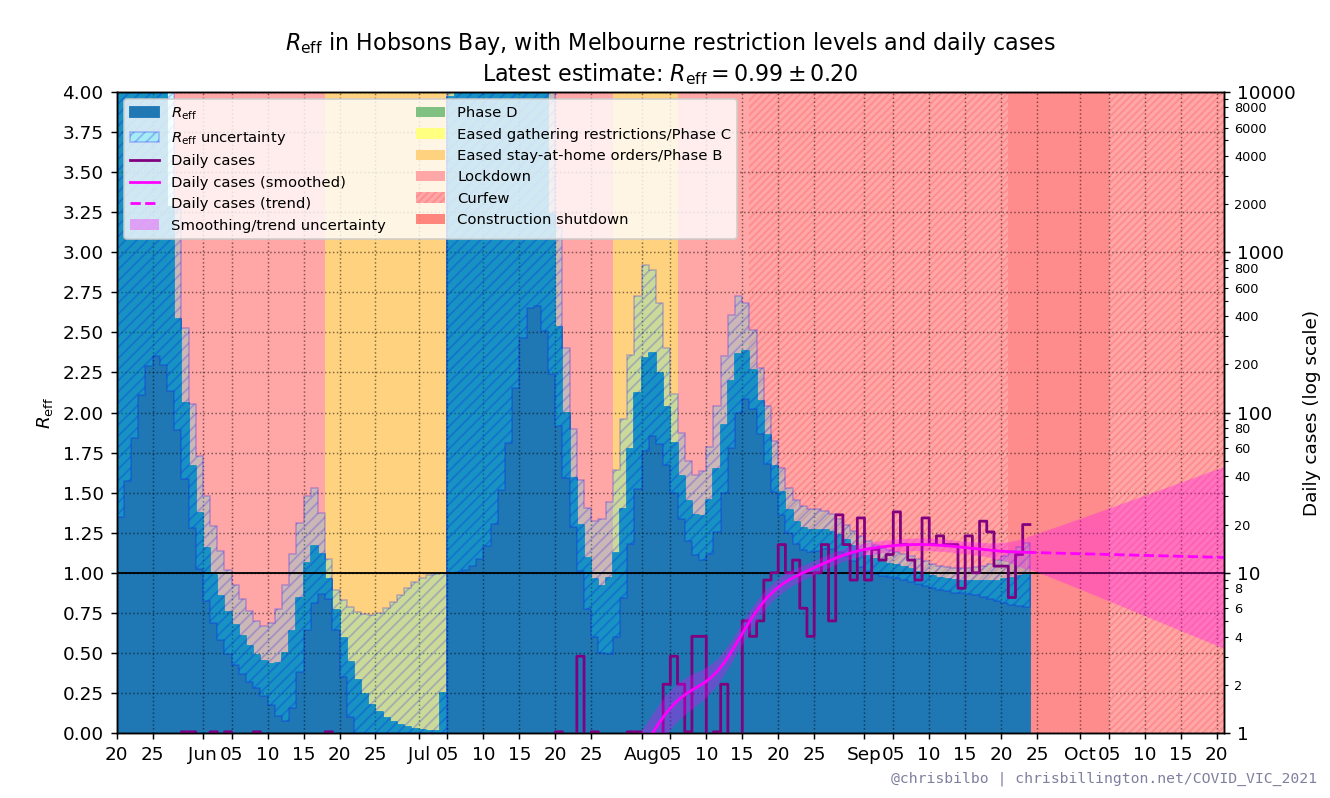 Reff in Hobsons Bay, with Melbourne restriction levels and daily cases
Latest estimate: Reff = 0.99 ± 0.20
Reff
Reff uncertainty
Daily cases
Daily cases (smoothed)
Daily cases (trend)
Smoothing/trend uncertainty
Phase D
Eased gathering restrictions/Phase C
Eased stay-at-home orders/Phase B
Lockdown
Curfew
Construction shutdown
Reff
4.00
3.75
3.50
3.25
3.00
2.75
2.50
2.25
2.00
1.75
1.50
1.25
1.00
0.75
0.50
0.25
0.00
10000
8000
6000
4000
2000
1000
800
600
400
200
100
80
60
40
20
10
8
6
4
2
1
Daily cases (log scale)
20 25 Jun 05 10 15 20 25 Jul 05 10 15 20 25 Aug 05 10 15 20 25 Sep 05 10 15 20 25 Oct 05 10 15 20
@chrisbilbo | chrisbillington.net/COVID_VIC_2021